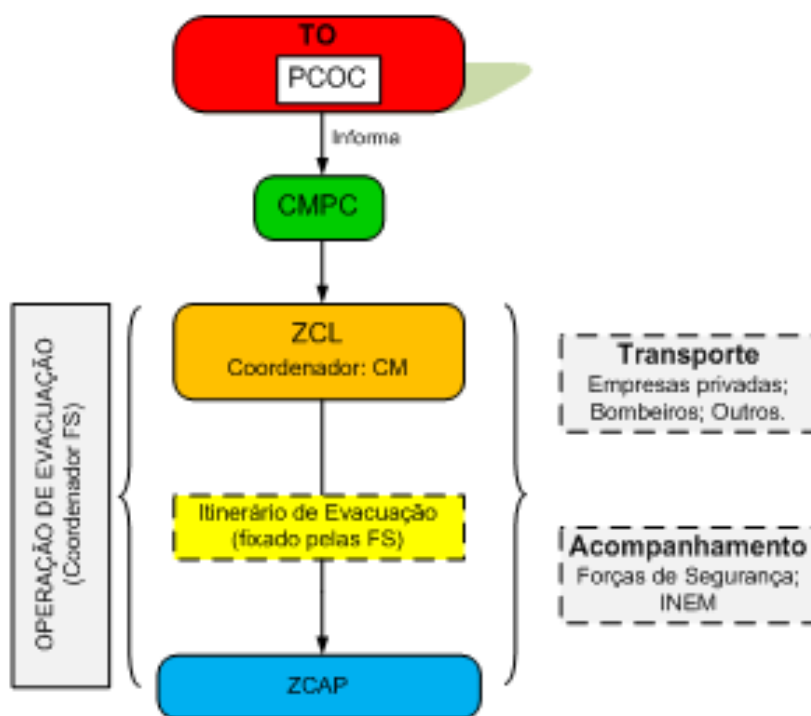 TO
PCOC
Informa
CMPC
ZCL
Coordenador: CM
Itinerário de Evacuação
(fixado pelas FS)
ZCAP
OPERAÇÃO DE EVACUAÇÃO
(Coordenador FS)
Transporte
Empresas privadas;
Bombeiros; Outros.
Acompanhamento
Forças de Segurança;
INEM